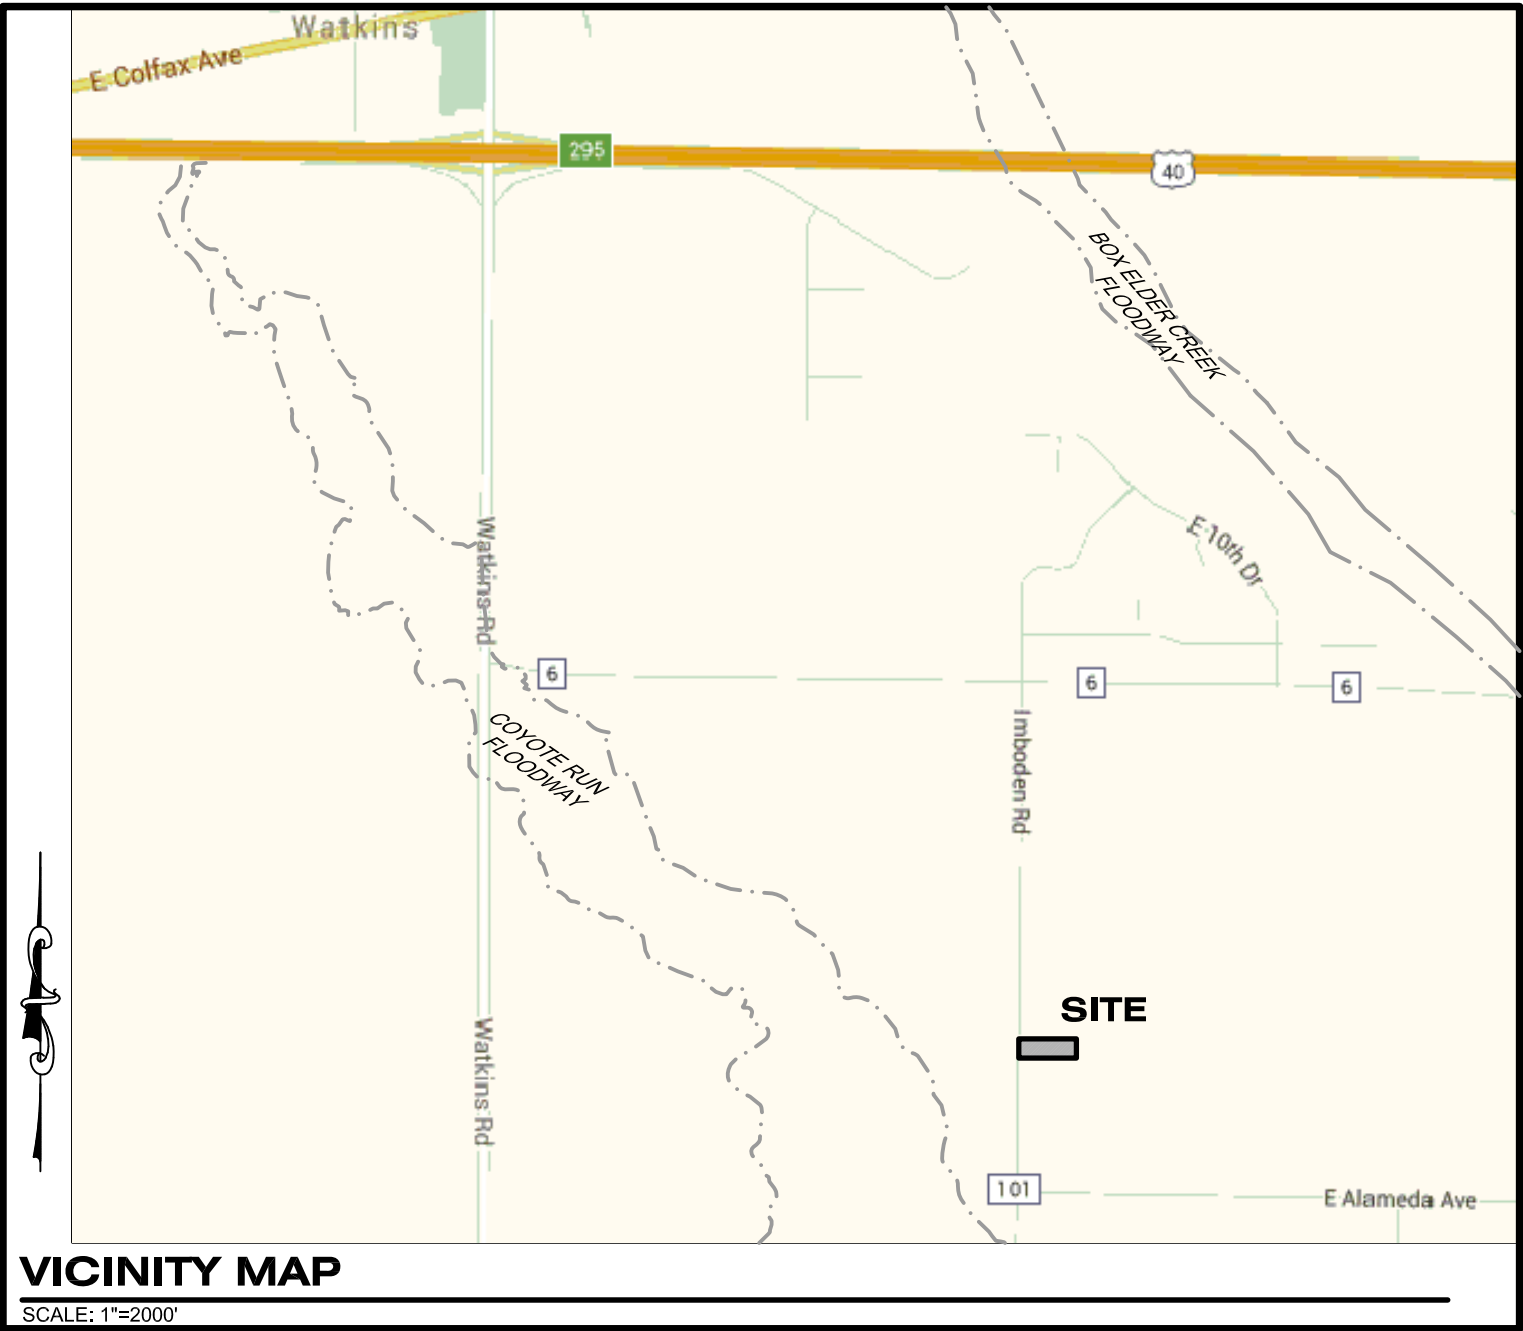 Watkins
E Colfax Ave
295
40
BOX ELDER CREEK
FLOODWAY
E 10th Dr
Watkins Rd
6
6
6
COYOTE RUN
FLOODWAY
Imboden Rd
SITE
Watkins Rd
101
E Alameda Ave
VICINITY MAP
SCALE: 1"=2000'